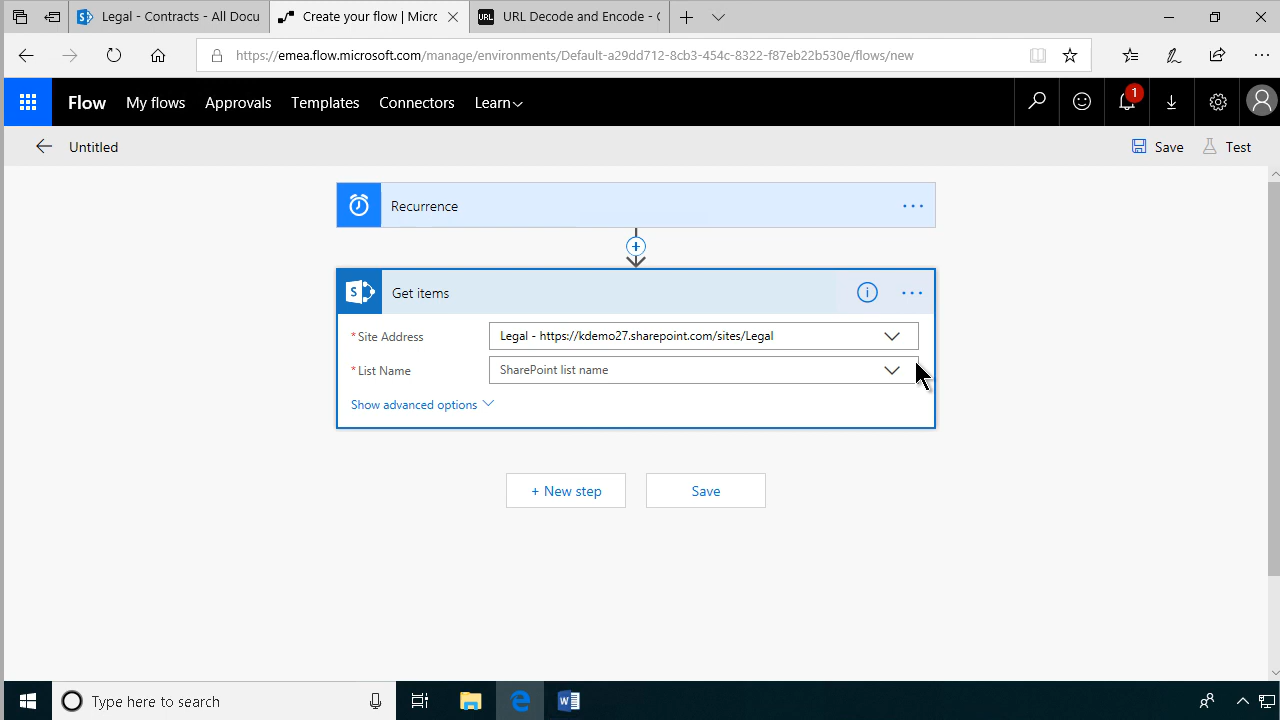 Legal - Contracts - All Docu
Create your flow | Micro
URL Decode and Encode - O
https://emea.flow.microsoft.com/manage/environments/Default-a29dd712-8cb3-454c-8322-f87eb22b530e/flows/new
Flow
My flows
Approvals
Templates
Connectors
Learn
1
Untitled
Save
Test
Recurrence
Get items
* Site Address
Legal - https://kdemo27.sharepoint.com/sites/Legal
* List Name
SharePoint list name
Show advanced options
+ New step
Save
Type here to search